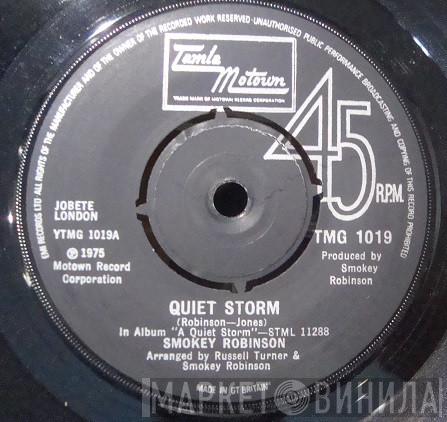 EMI RECORDS LTD ALL RIGHTS OF THE MANUFACTURER AND OF THE OWNER OF THE RECORDED WORK RESERVED · UNAUTHORISED PUBLIC PERFORMANCE BROADCASTING AND COPYING OF THIS RECORD PROHIBITED
Tamla
Motown
TRADE MARK OF MOTOWN RECORD CORPORATION
45
R.P.M.
JOBETE
LONDON
YTMG 1019A
℗ 1975
Motown Record
Corporation
TMG 1019
Produced by
Smokey
Robinson
QUIET STORM
(Robinson—Jones)
In Album "A Quiet Storm"—STML 11288
SMOKEY ROBINSON
Arranged by Russell Turner &
Smokey Robinson
MADE IN GT BRITAIN
МАРКЕТ ВИНИЛА